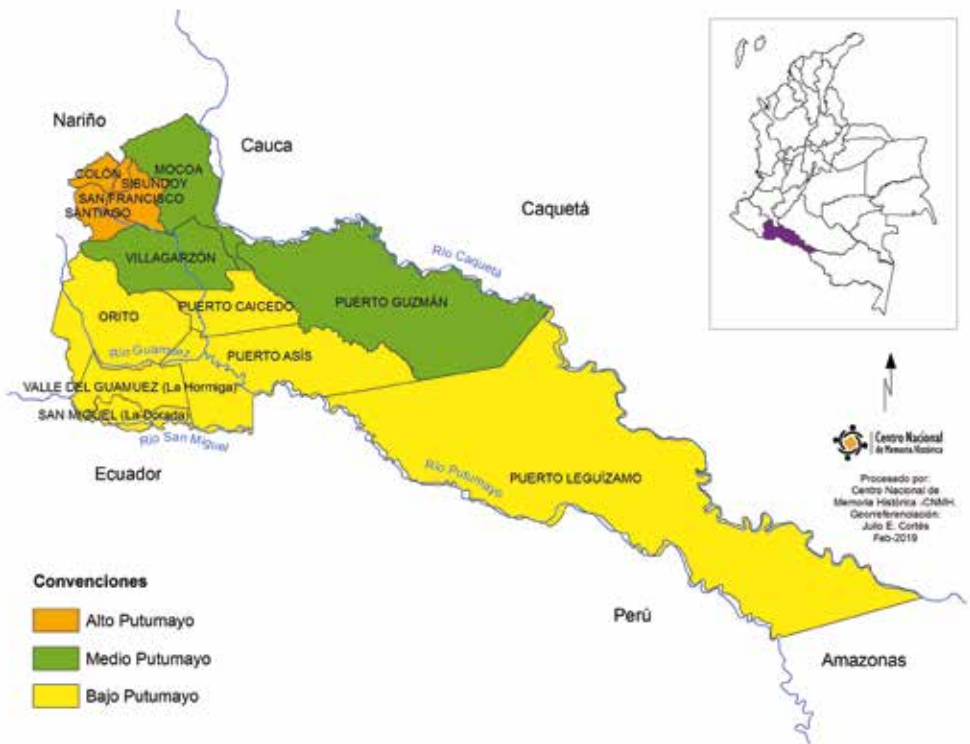 Nariño
Cauca
Caquetá
COLÓN
MOCOA
SIBUNDOY
SAN FRANCISCO
SANTIAGO
VILLAGARZÓN
Río Caquetá
PUERTO CAICEDO
PUERTO GUZMÁN
ORITO
Río Guamuez
PUERTO ASÍS
VALLE DEL GUAMUEZ (La Hormiga)
SAN MIGUEL (La Dorada)
Río San Miguel
Ecuador
Río Putumayo
PUERTO LEGUÍZAMO
Centro Nacional
de Memoria Histórica
Procesado por:
Centro Nacional de
Memoria Histórica -CNMH.
Georreferenciación:
Julio E. Cortés
Feb-2019
Convenciones
Alto Putumayo
Medio Putumayo
Bajo Putumayo
Perú
Amazonas